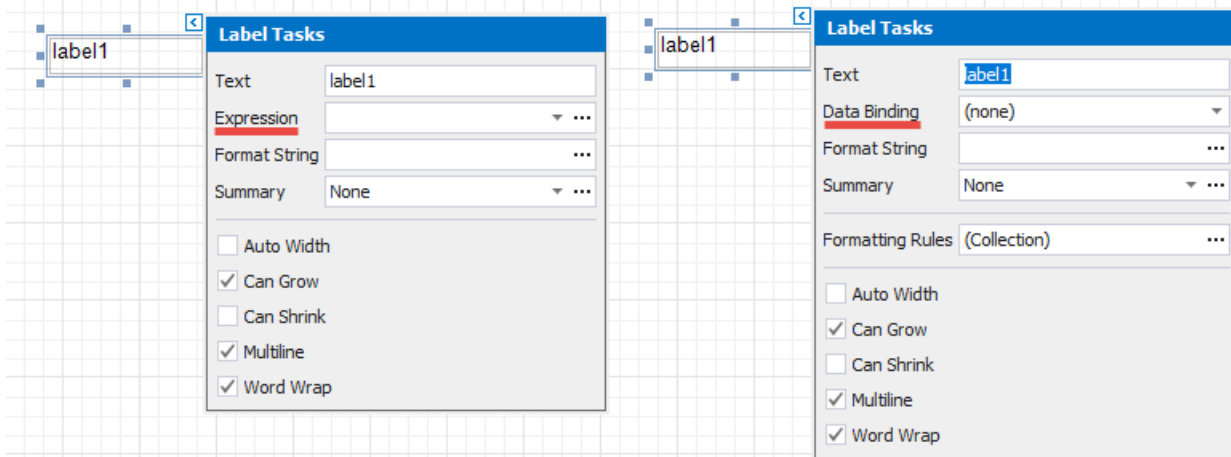 label1
Label Tasks
Text label1
Expression
Format String
Summary None
Auto Width
Can Grow
Can Shrink
Multiline
Word Wrap
label1
Label Tasks
Text label1
Data Binding (none)
Format String
Summary None
Formatting Rules (Collection)
Auto Width
Can Grow
Can Shrink
Multiline
Word Wrap